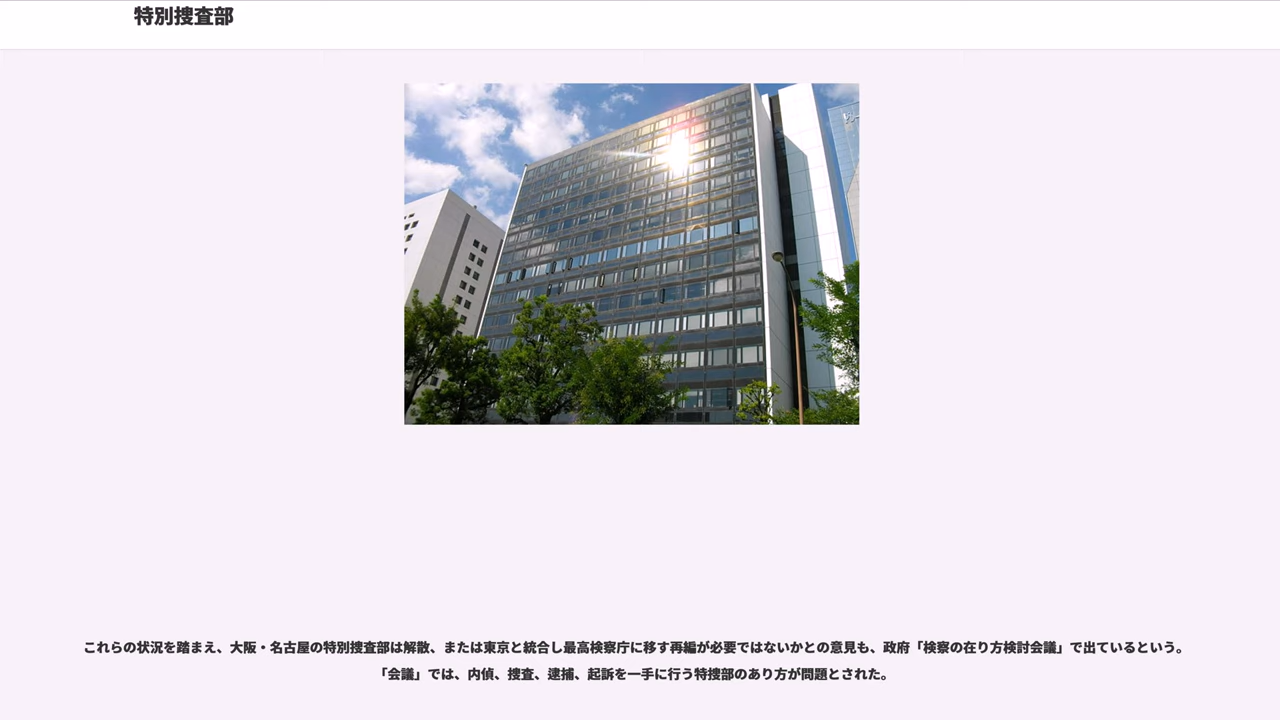 特別捜査部
これらの状況を踏まえ、大阪・名古屋の特別捜査部は解散、または東京と統合し最高検察庁に移す再編が必要ではないかとの意見も、政府「検察の在り方検討会議」で出ているという。
「会議」では、内偵、捜査、逮捕、起訴を一手に行う特捜部のあり方が問題とされた。